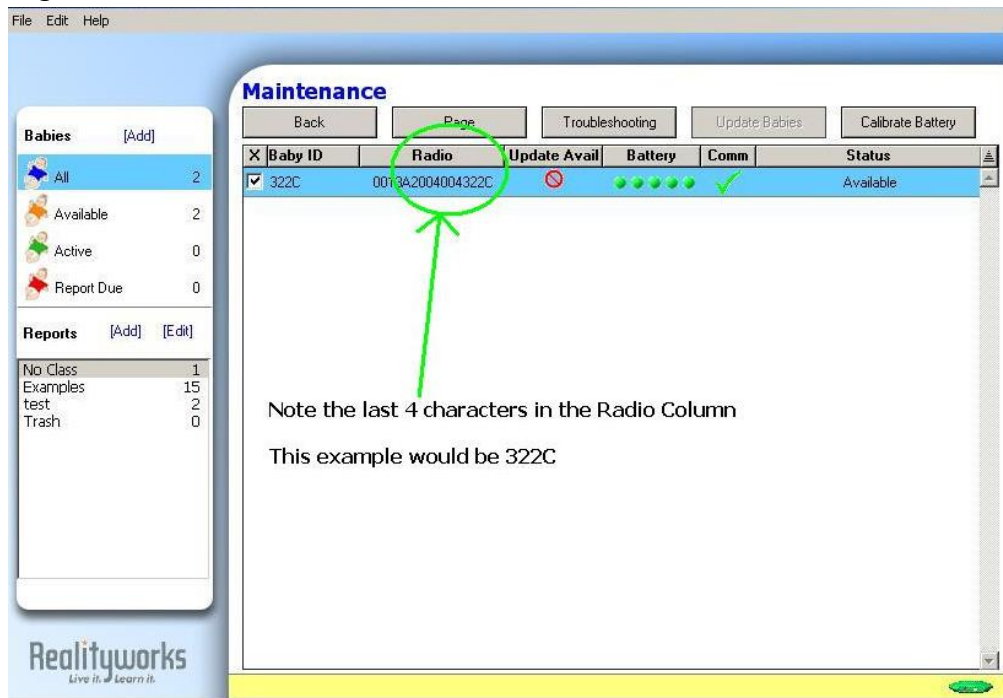 File Edit Help
Maintenance
Back Page Troubleshooting Update Babies Calibrate Battery
X Baby ID Radio Update Avail Battery Comm Status
322C 0013A2004004322C Available
Babies [Add]
All 2
Available 2
Active 0
Report Due 0
Reports [Add] [Edit]
No Class 1
Examples 15
test 2
Trash 0
Note the last 4 characters in the Radio Column
This example would be 322C
Realityworks
Live it. Learn it.